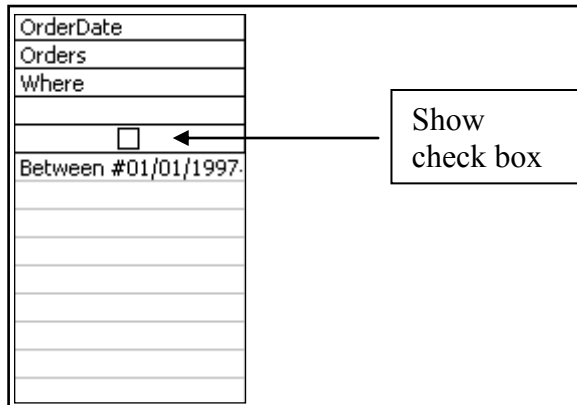 OrderDate
Orders
Where
Between #01/01/1997
Show
check box